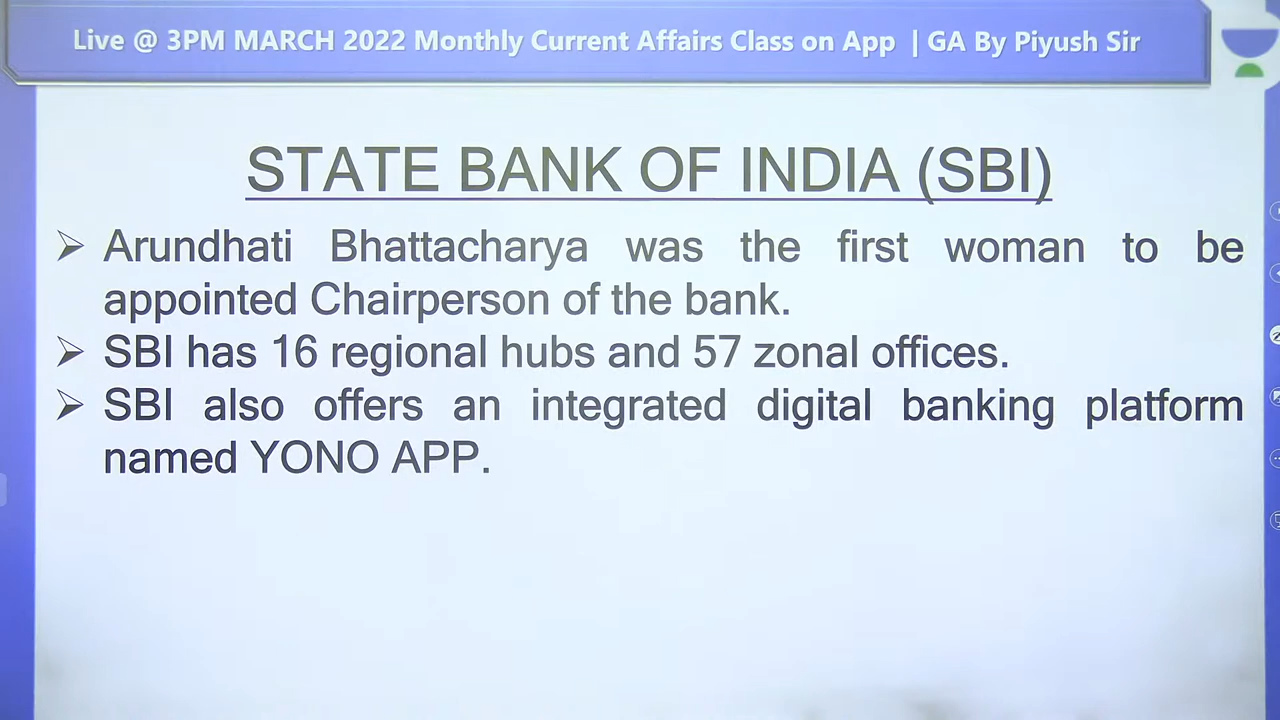 Live @ 3PM MARCH 2022 Monthly Current Affairs Class on App | GA By Piyush Sir
STATE BANK OF INDIA (SBI)
➢ Arundhati Bhattacharya was the first woman to be
appointed Chairperson of the bank.
➢ SBI has 16 regional hubs and 57 zonal offices.
➢ SBI also offers an integrated digital banking platform
named YONO APP.